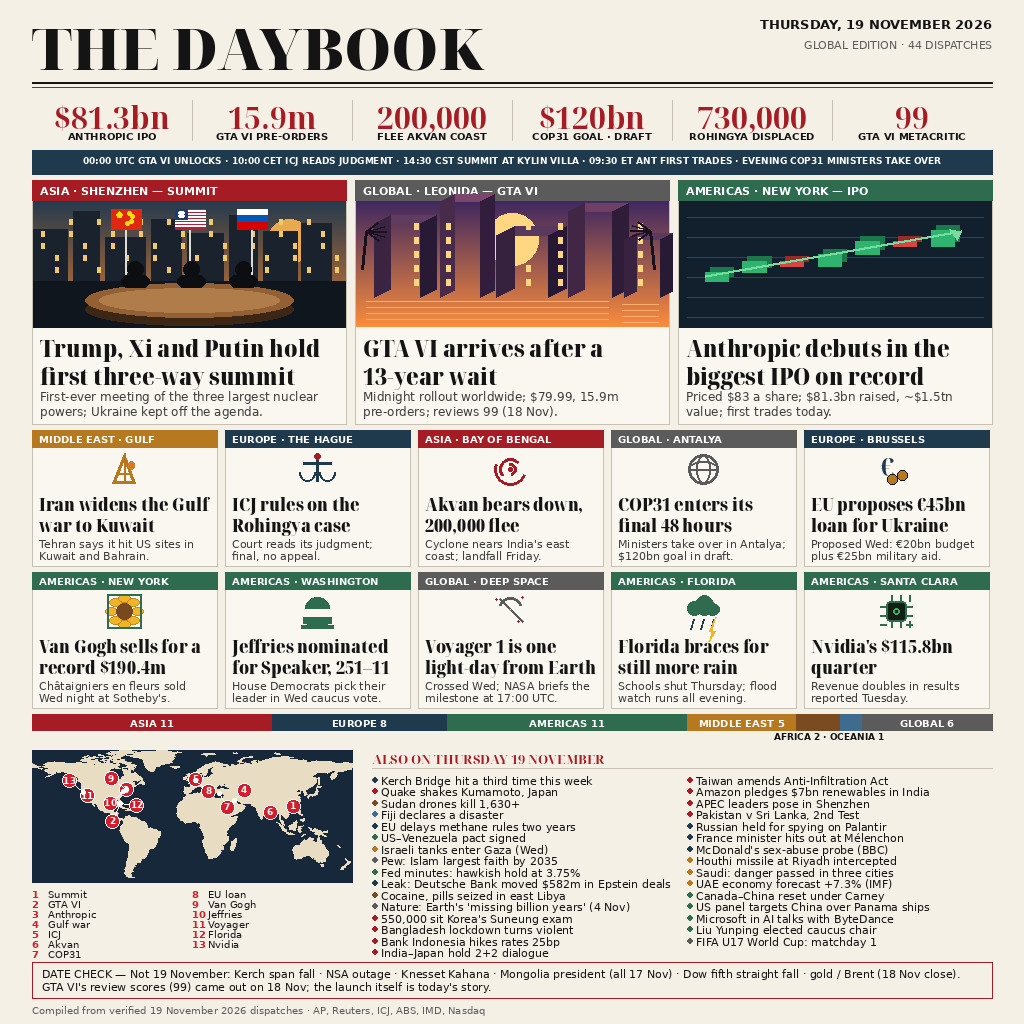 THE DAYBOOK
THURSDAY, 19 NOVEMBER 2026
GLOBAL EDITION · 44 DISPATCHES
$81.3bn
ANTHROPIC IPO
15.9m
GTA VI PRE-ORDERS
200,000
FLEE AKVAN COAST
$120bn
COP31 GOAL · DRAFT
730,000
ROHINGYA DISPLACED
99
GTA VI METACRITIC
00:00 UTC GTA VI UNLOCKS · 10:00 CET ICJ READS JUDGMENT · 14:30 CST SUMMIT AT KYLIN VILLA · 09:30 ET ANT FIRST TRADES · EVENING COP31 MINISTERS TAKE OVER
ASIA · SHENZHEN — SUMMIT
Trump, Xi and Putin hold
first three-way summit
First-ever meeting of the three largest nuclear
powers; Ukraine kept off the agenda.
GLOBAL · LEONIDA — GTA VI
GTA VI arrives after a
13-year wait
Midnight rollout worldwide; $79.99, 15.9m
pre-orders; reviews 99 (18 Nov).
AMERICAS · NEW YORK — IPO
Anthropic debuts in the
biggest IPO on record
Priced $83 a share; $81.3bn raised, ~$1.5tn
value; first trades today.
MIDDLE EAST · GULF
Iran widens the Gulf
war to Kuwait
Tehran says it hit US sites in
Kuwait and Bahrain.
EUROPE · THE HAGUE
ICJ rules on the
Rohingya case
Court reads its judgment;
final, no appeal.
ASIA · BAY OF BENGAL
Akvan bears down,
200,000 flee
Cyclone nears India's east
coast; landfall Friday.
GLOBAL · ANTALYA
COP31 enters its
final 48 hours
Ministers take over in Antalya;
$120bn goal in draft.
EUROPE · BRUSSELS
€
EU proposes €45bn
loan for Ukraine
Proposed Wed: €20bn budget
plus €25bn military aid.
AMERICAS · NEW YORK
Van Gogh sells for a
record $190.4m
Châtaigniers en fleurs sold
Wed night at Sotheby's.
AMERICAS · WASHINGTON
Jeffries nominated
for Speaker, 251–11
House Democrats pick their
leader in Wed caucus vote.
GLOBAL · DEEP SPACE
Voyager 1 is one
light-day from Earth
Crossed Wed; NASA briefs the
milestone at 17:00 UTC.
AMERICAS · FLORIDA
Florida braces for
still more rain
Schools shut Thursday; flood
watch runs all evening.
AMERICAS · SANTA CLARA
Nvidia's $115.8bn
quarter
Revenue doubles in results
reported Tuesday.
ASIA 11
EUROPE 8
AMERICAS 11
MIDDLE EAST 5
GLOBAL 6
AFRICA 2 · OCEANIA 1
13
9
11
10
12
2
8
4
7
6
1
1 Summit
2 GTA VI
3 Anthropic
4 Gulf war
5 ICJ
6 Akvan
7 COP31
8 EU loan
9 Van Gogh
10 Jeffries
11 Voyager
12 Florida
13 Nvidia
ALSO ON THURSDAY 19 NOVEMBER
Kerch Bridge hit a third time this week
Quake shakes Kumamoto, Japan
Sudan drones kill 1,630+
Fiji declares a disaster
EU delays methane rules two years
US–Venezuela pact signed
Israeli tanks enter Gaza (Wed)
Pew: Islam largest faith by 2035
Fed minutes: hawkish hold at 3.75%
Leak: Deutsche Bank moved $582m in Epstein deals
Cocaine, pills seized in east Libya
Nature: Earth's 'missing billion years' (4 Nov)
550,000 sit Korea's Suneung exam
Bangladesh lockdown turns violent
Bank Indonesia hikes rates 25bp
India–Japan hold 2+2 dialogue
Taiwan amends Anti-Infiltration Act
Amazon pledges $7bn renewables in India
APEC leaders pose in Shenzhen
Pakistan v Sri Lanka, 2nd Test
Russian held for spying on Palantir
France minister hits out at Mélenchon
McDonald's sex-abuse probe (BBC)
Houthi missile at Riyadh intercepted
Saudi: danger passed in three cities
UAE economy forecast +7.3% (IMF)
Canada–China reset under Carney
US panel targets China over Panama ships
Microsoft in AI talks with ByteDance
Liu Yunping elected caucus chair
FIFA U17 World Cup: matchday 1
DATE CHECK — Not 19 November: Kerch span fall · NSA outage · Knesset Kahana · Mongolia president (all 17 Nov) · Dow fifth straight fall · gold / Brent (18 Nov close).
GTA VI's review scores (99) came out on 18 Nov; the launch itself is today's story.
Compiled from verified 19 November 2026 dispatches · AP, Reuters, ICJ, ABS, IMD, Nasdaq